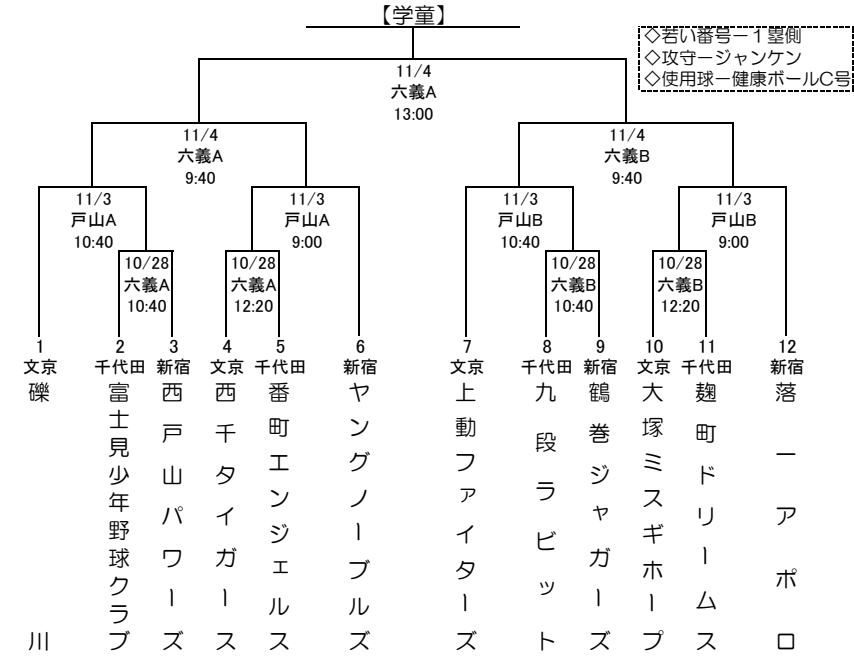 【学童】
◇若い番号－１塁側
◇攻守－ジャンケン
◇使用球－健康ボールC号
11/4
六義A
13:00
11/4
六義A
9:40
11/4
六義B
9:40
11/3
戸山A
10:40
11/3
戸山A
9:00
11/3
戸山B
10:40
11/3
戸山B
9:00
10/28
六義A
10:40
10/28
六義A
12:20
10/28
六義B
10:40
10/28
六義B
12:20
1
文京
礫川
2
千代田
富士見少年野球クラブ
3
新宿
西戸山パワーズ
4
文京
西千タイガース
5
千代田
番町エンジェルス
6
新宿
ヤングノーブルズ
7
文京
上動ファイターズ
8
千代田
九段ラビット
9
新宿
鶴巻ジャガーズ
10
文京
大塚ミスギホープ
11
千代田
麹町ドリームス
12
新宿
落一アポロ